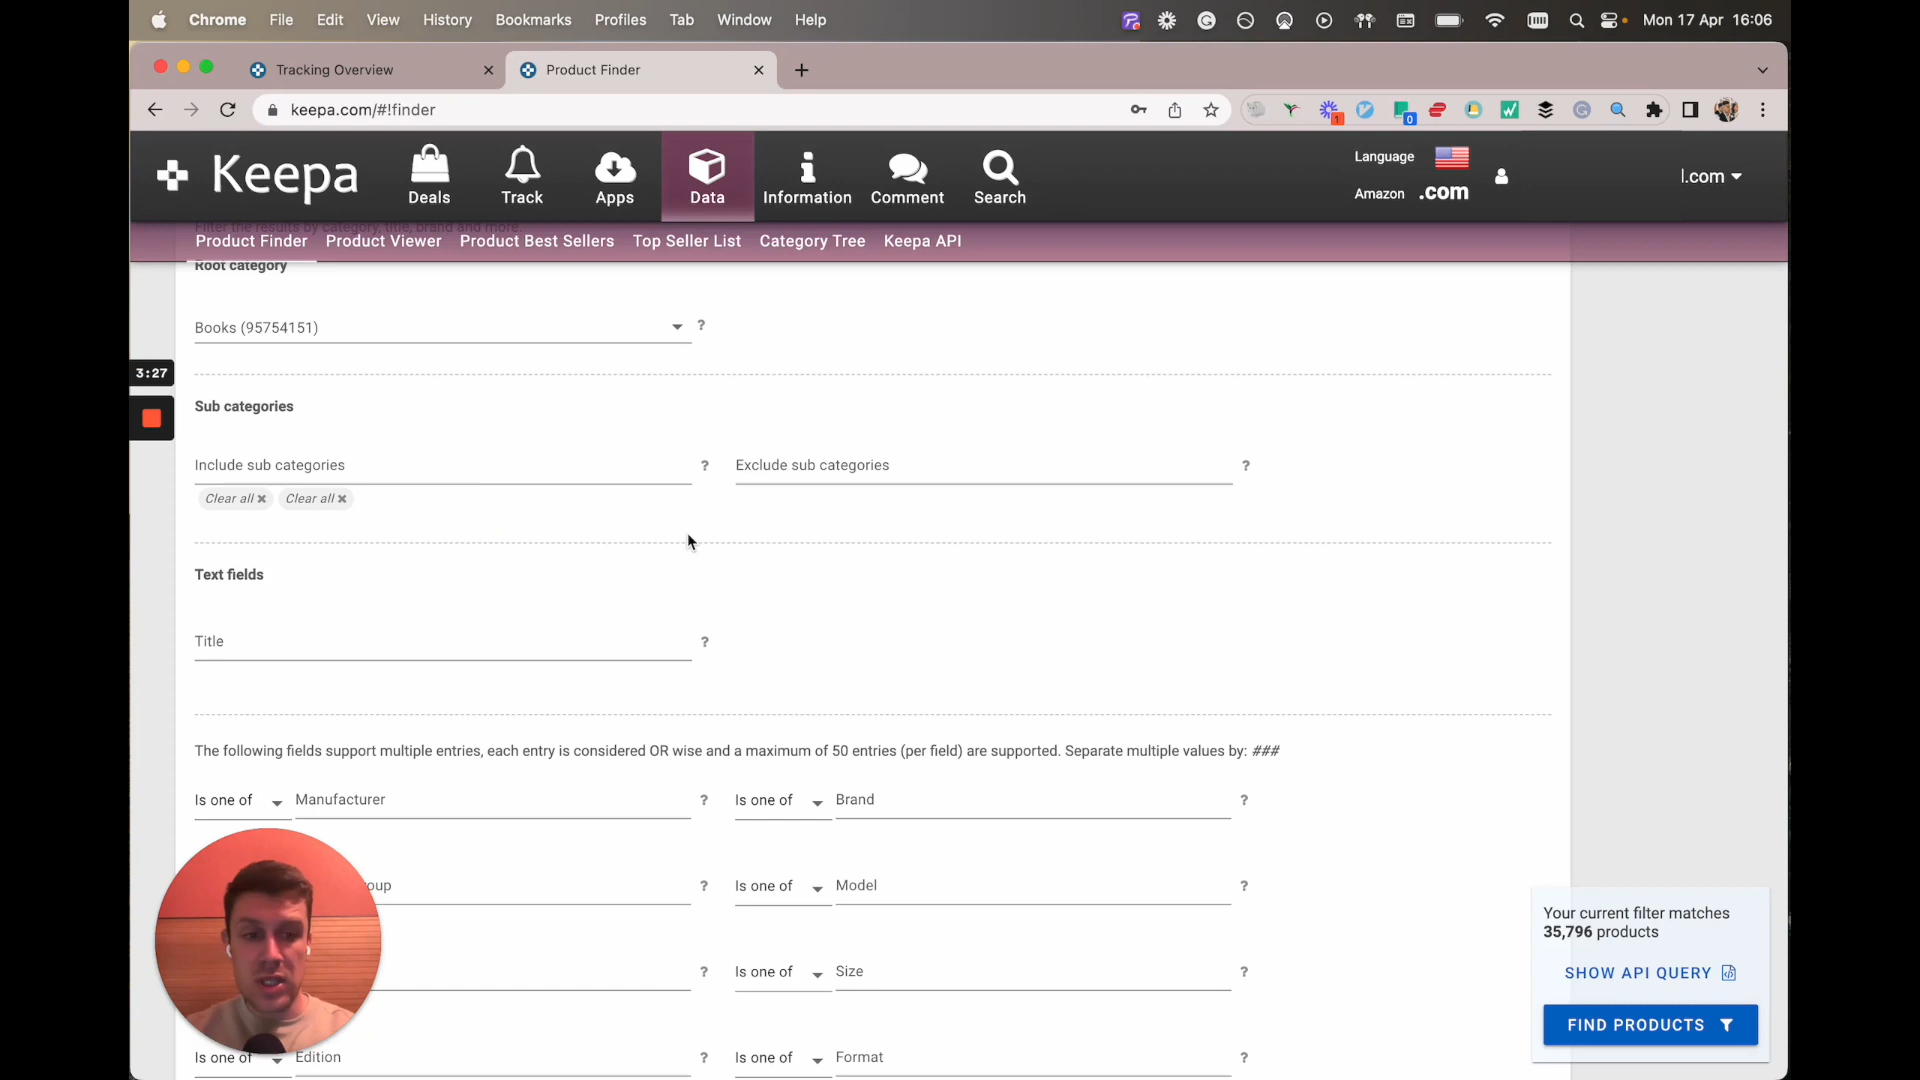 Chrome File Edit View History Bookmarks Profiles Tab Window Help Mon 17 Apr 16:06
Tracking Overview Product Finder
keepa.com/#!finder 1 0
Keepa Deals Track Apps Data Information Comment Search Language Amazon .com l.com
Filter the results by category, title, brand and more.
Product Finder Product Viewer Product Best Sellers Top Seller List Category Tree Keepa API
Root category
Books (95754151) ?
3:27
Sub categories
Include sub categories ? Exclude sub categories ?
Clear all × Clear all ×
Text fields
Title ?
The following fields support multiple entries, each entry is considered OR wise and a maximum of 50 entries (per field) are supported. Separate multiple values by: ###
Is one of Manufacturer ? Is one of Brand ?
oup ? Is one of Model ?
? Is one of Size ?
Is one of Edition ? Is one of Format ?
Your current filter matches
35,796 products
SHOW API QUERY
FIND PRODUCTS